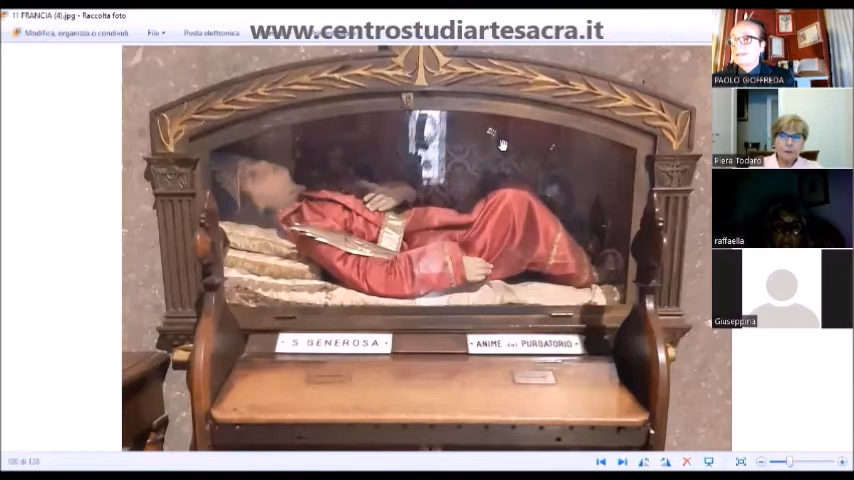 11 FRANCIA (4).jpg - Raccolta foto
Modifica, organizza o condividi
File
Posta elettronica
www.centrostudiartesacra.it
PAOLO GIOFFREDA
Piera Todaro
raffaella
Giuseppina
S GENEROSA
ANIME del PURGATORIO
100 di 138